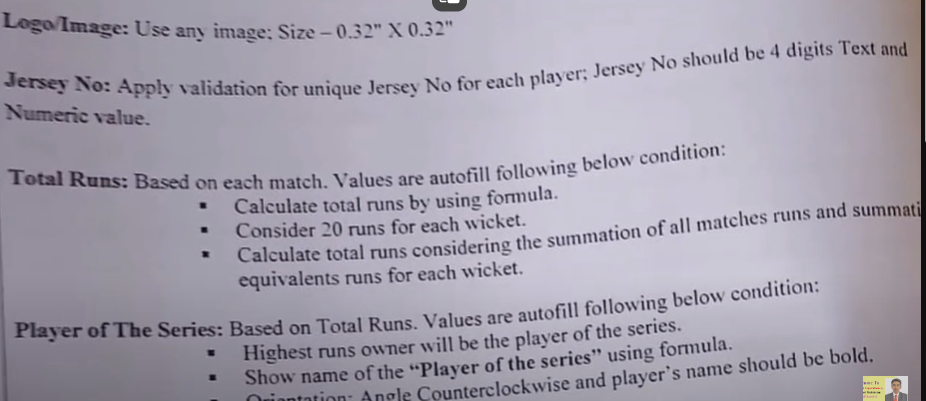 Logo/Image: Use any image; Size – 0.32" X 0.32"
Jersey No: Apply validation for unique Jersey No for each player; Jersey No should be 4 digits Text and
Numeric value.
Total Runs: Based on each match. Values are autofill following below condition:
▪ Calculate total runs by using formula.
▪ Consider 20 runs for each wicket.
▪ Calculate total runs considering the summation of all matches runs and summati
equivalents runs for each wicket.
Player of The Series: Based on Total Runs. Values are autofill following below condition:
▪ Highest runs owner will be the player of the series.
▪ Show name of the “Player of the series” using formula.
▪ Orientation: Angle Counterclockwise and player’s name should be bold.